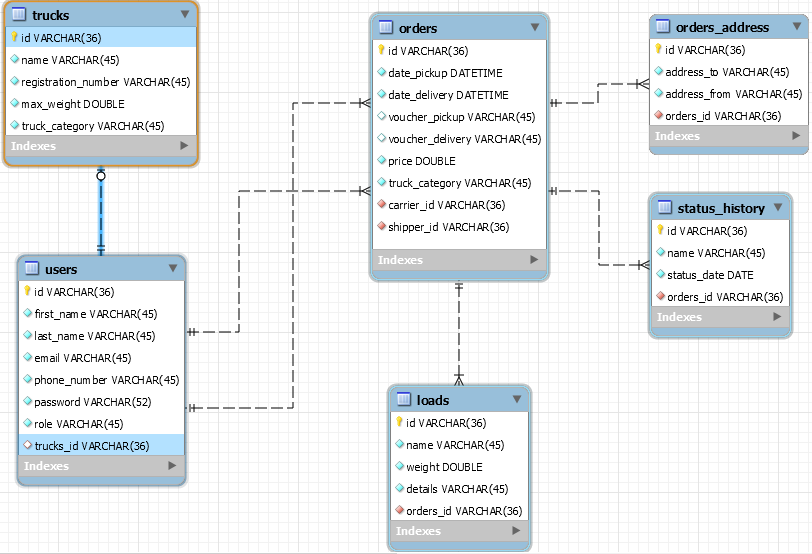 trucks
id VARCHAR(36)
name VARCHAR(45)
registration_number VARCHAR(45)
max_weight DOUBLE
truck_category VARCHAR(45)
Indexes
users
id VARCHAR(36)
first_name VARCHAR(45)
last_name VARCHAR(45)
email VARCHAR(45)
phone_number VARCHAR(45)
password VARCHAR(52)
role VARCHAR(45)
trucks_id VARCHAR(36)
Indexes
orders
id VARCHAR(36)
date_pickup DATETIME
date_delivery DATETIME
voucher_pickup VARCHAR(45)
voucher_delivery VARCHAR(45)
price DOUBLE
truck_category VARCHAR(45)
carrier_id VARCHAR(36)
shipper_id VARCHAR(36)
Indexes
loads
id VARCHAR(36)
name VARCHAR(45)
weight DOUBLE
details VARCHAR(45)
orders_id VARCHAR(36)
Indexes
orders_address
id VARCHAR(36)
address_to VARCHAR(45)
address_from VARCHAR(45)
orders_id VARCHAR(36)
Indexes
status_history
id VARCHAR(36)
name VARCHAR(45)
status_date DATE
orders_id VARCHAR(36)
Indexes